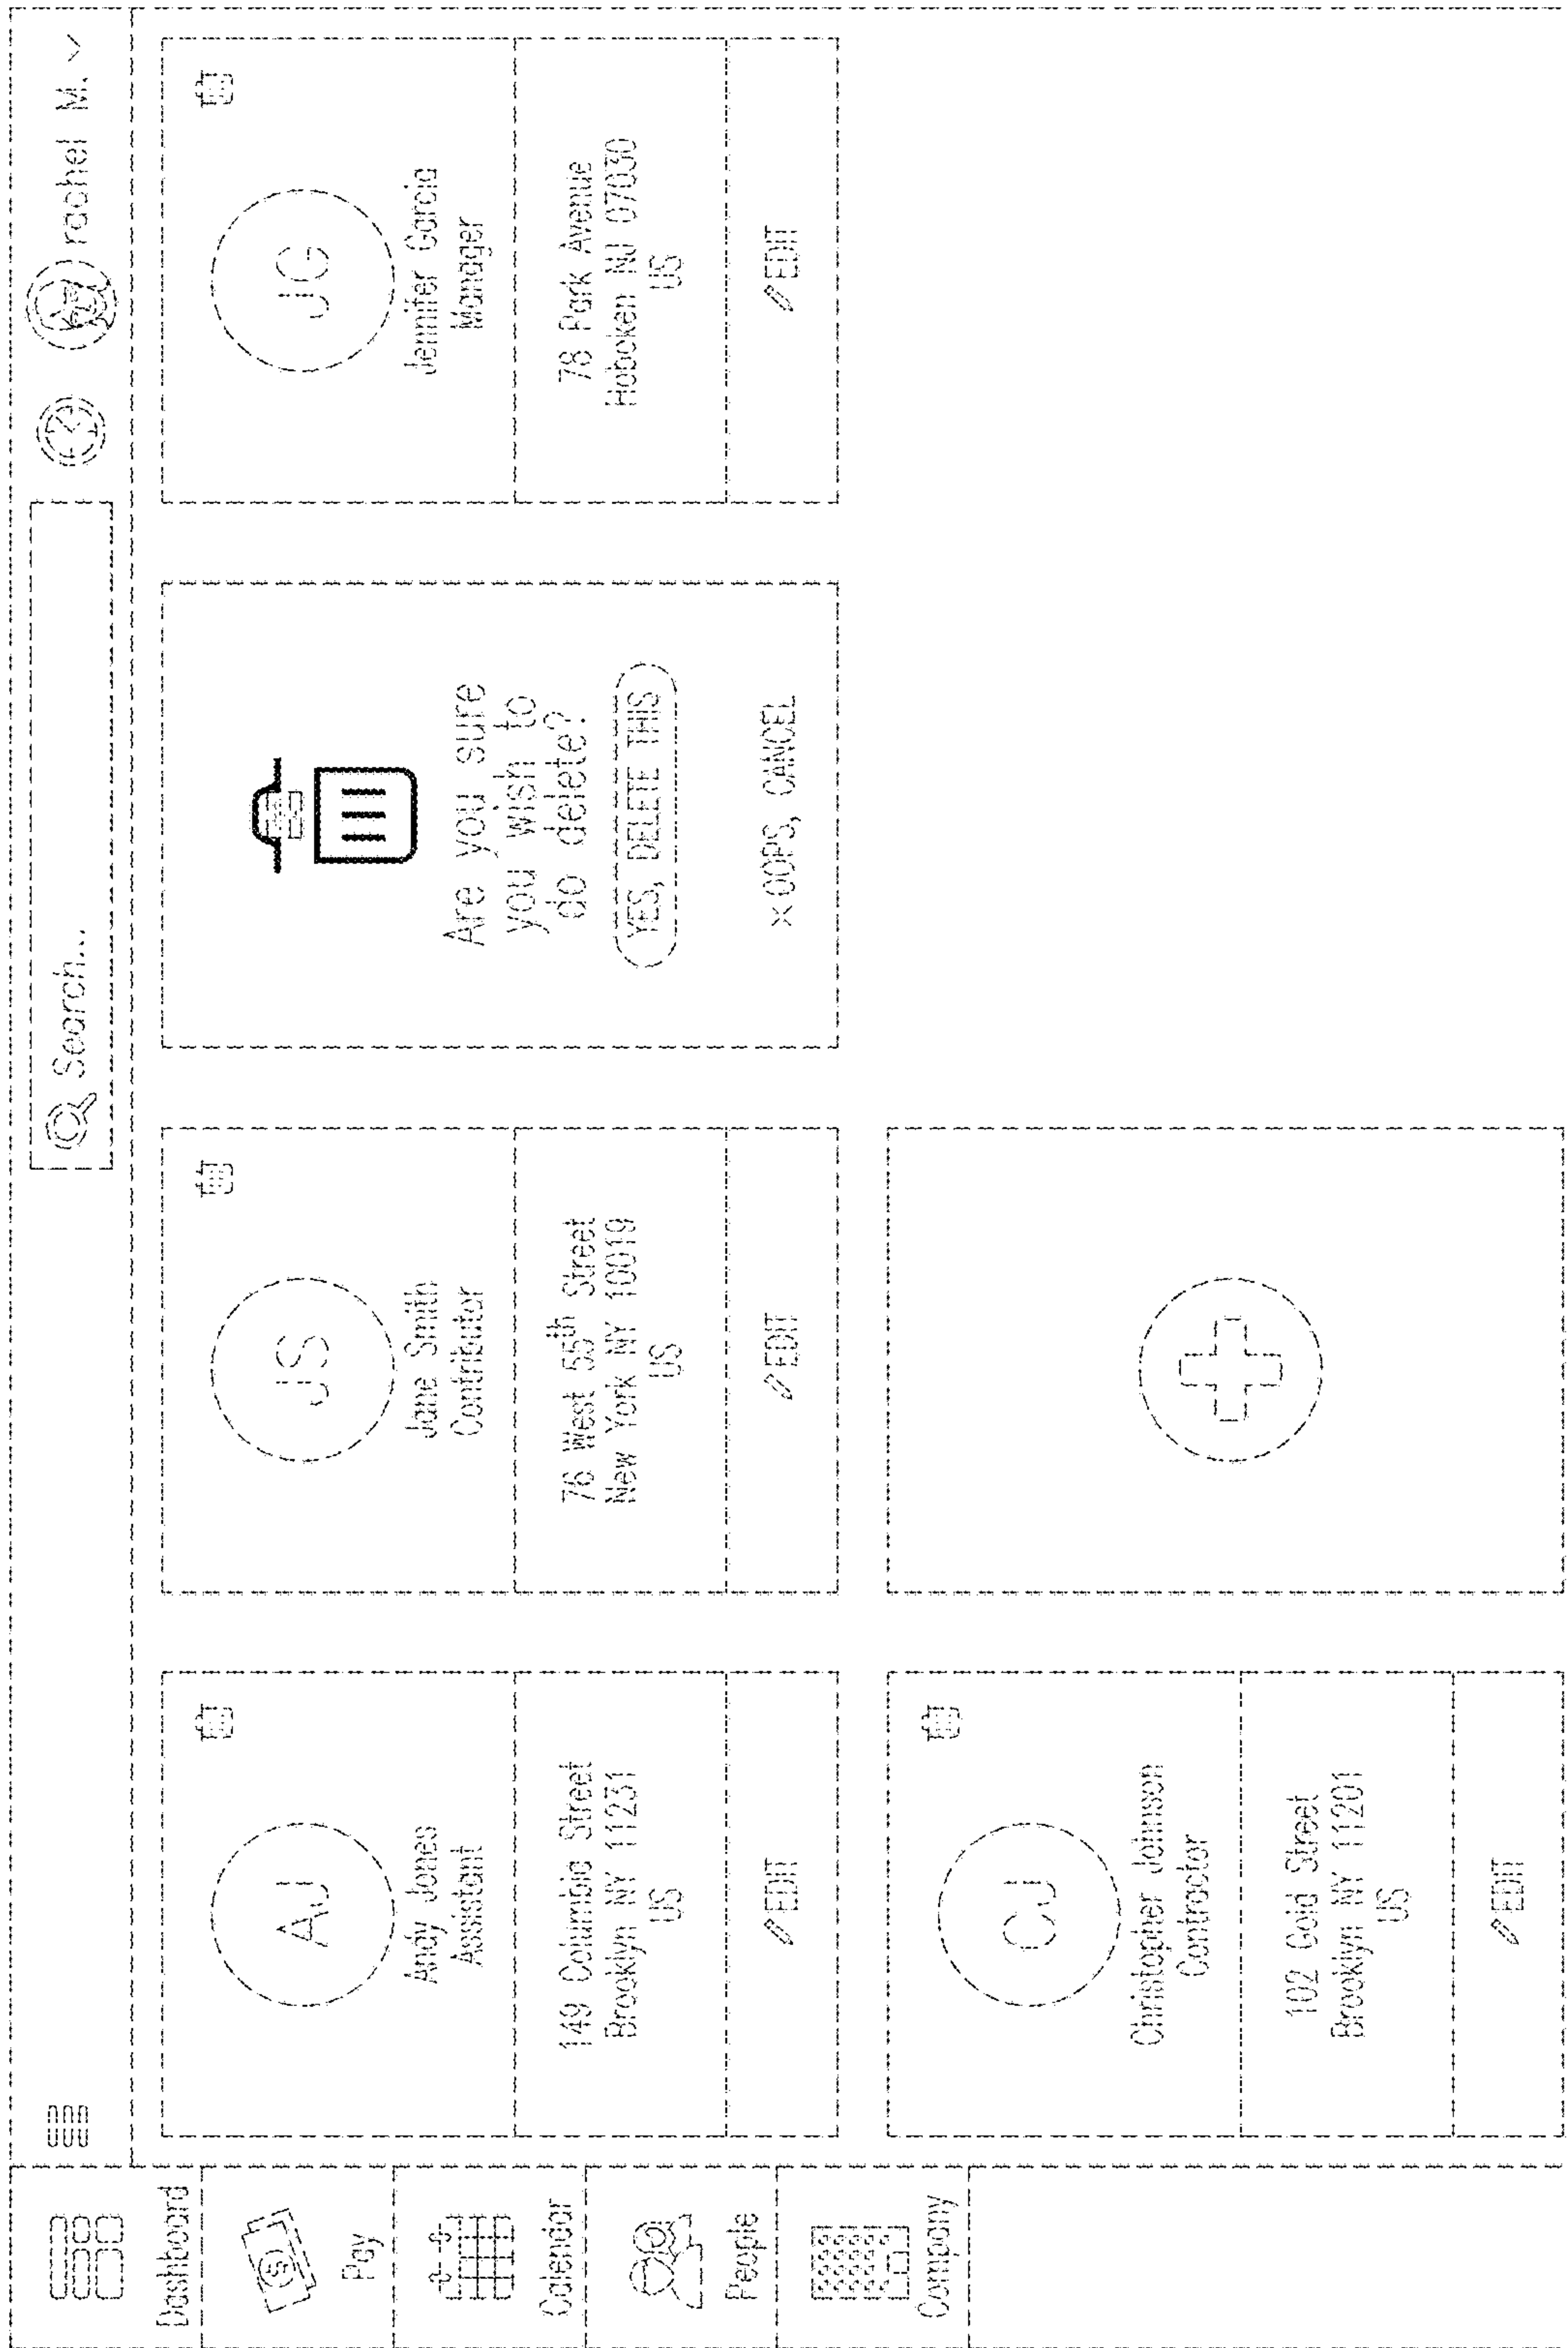 Search...
rachel M.
Dashboard
Pay
Calendar
People
Company
AJ
Andy Jones
Assistant
149 Columbia Street
Brooklyn NY 11231
US
EDIT
JS
Jane Smith
Contributor
76 West 55th Street
New York NY 10019
US
EDIT
Are you sure
you wish to
do delete?
YES, DELETE THIS
× OOPS, CANCEL
JG
Jennifer Garcia
Manager
78 Park Avenue
Hoboken NJ 07030
US
EDIT
CJ
Christopher Johnson
Contractor
102 Gold Street
Brooklyn NY 11201
US
EDIT